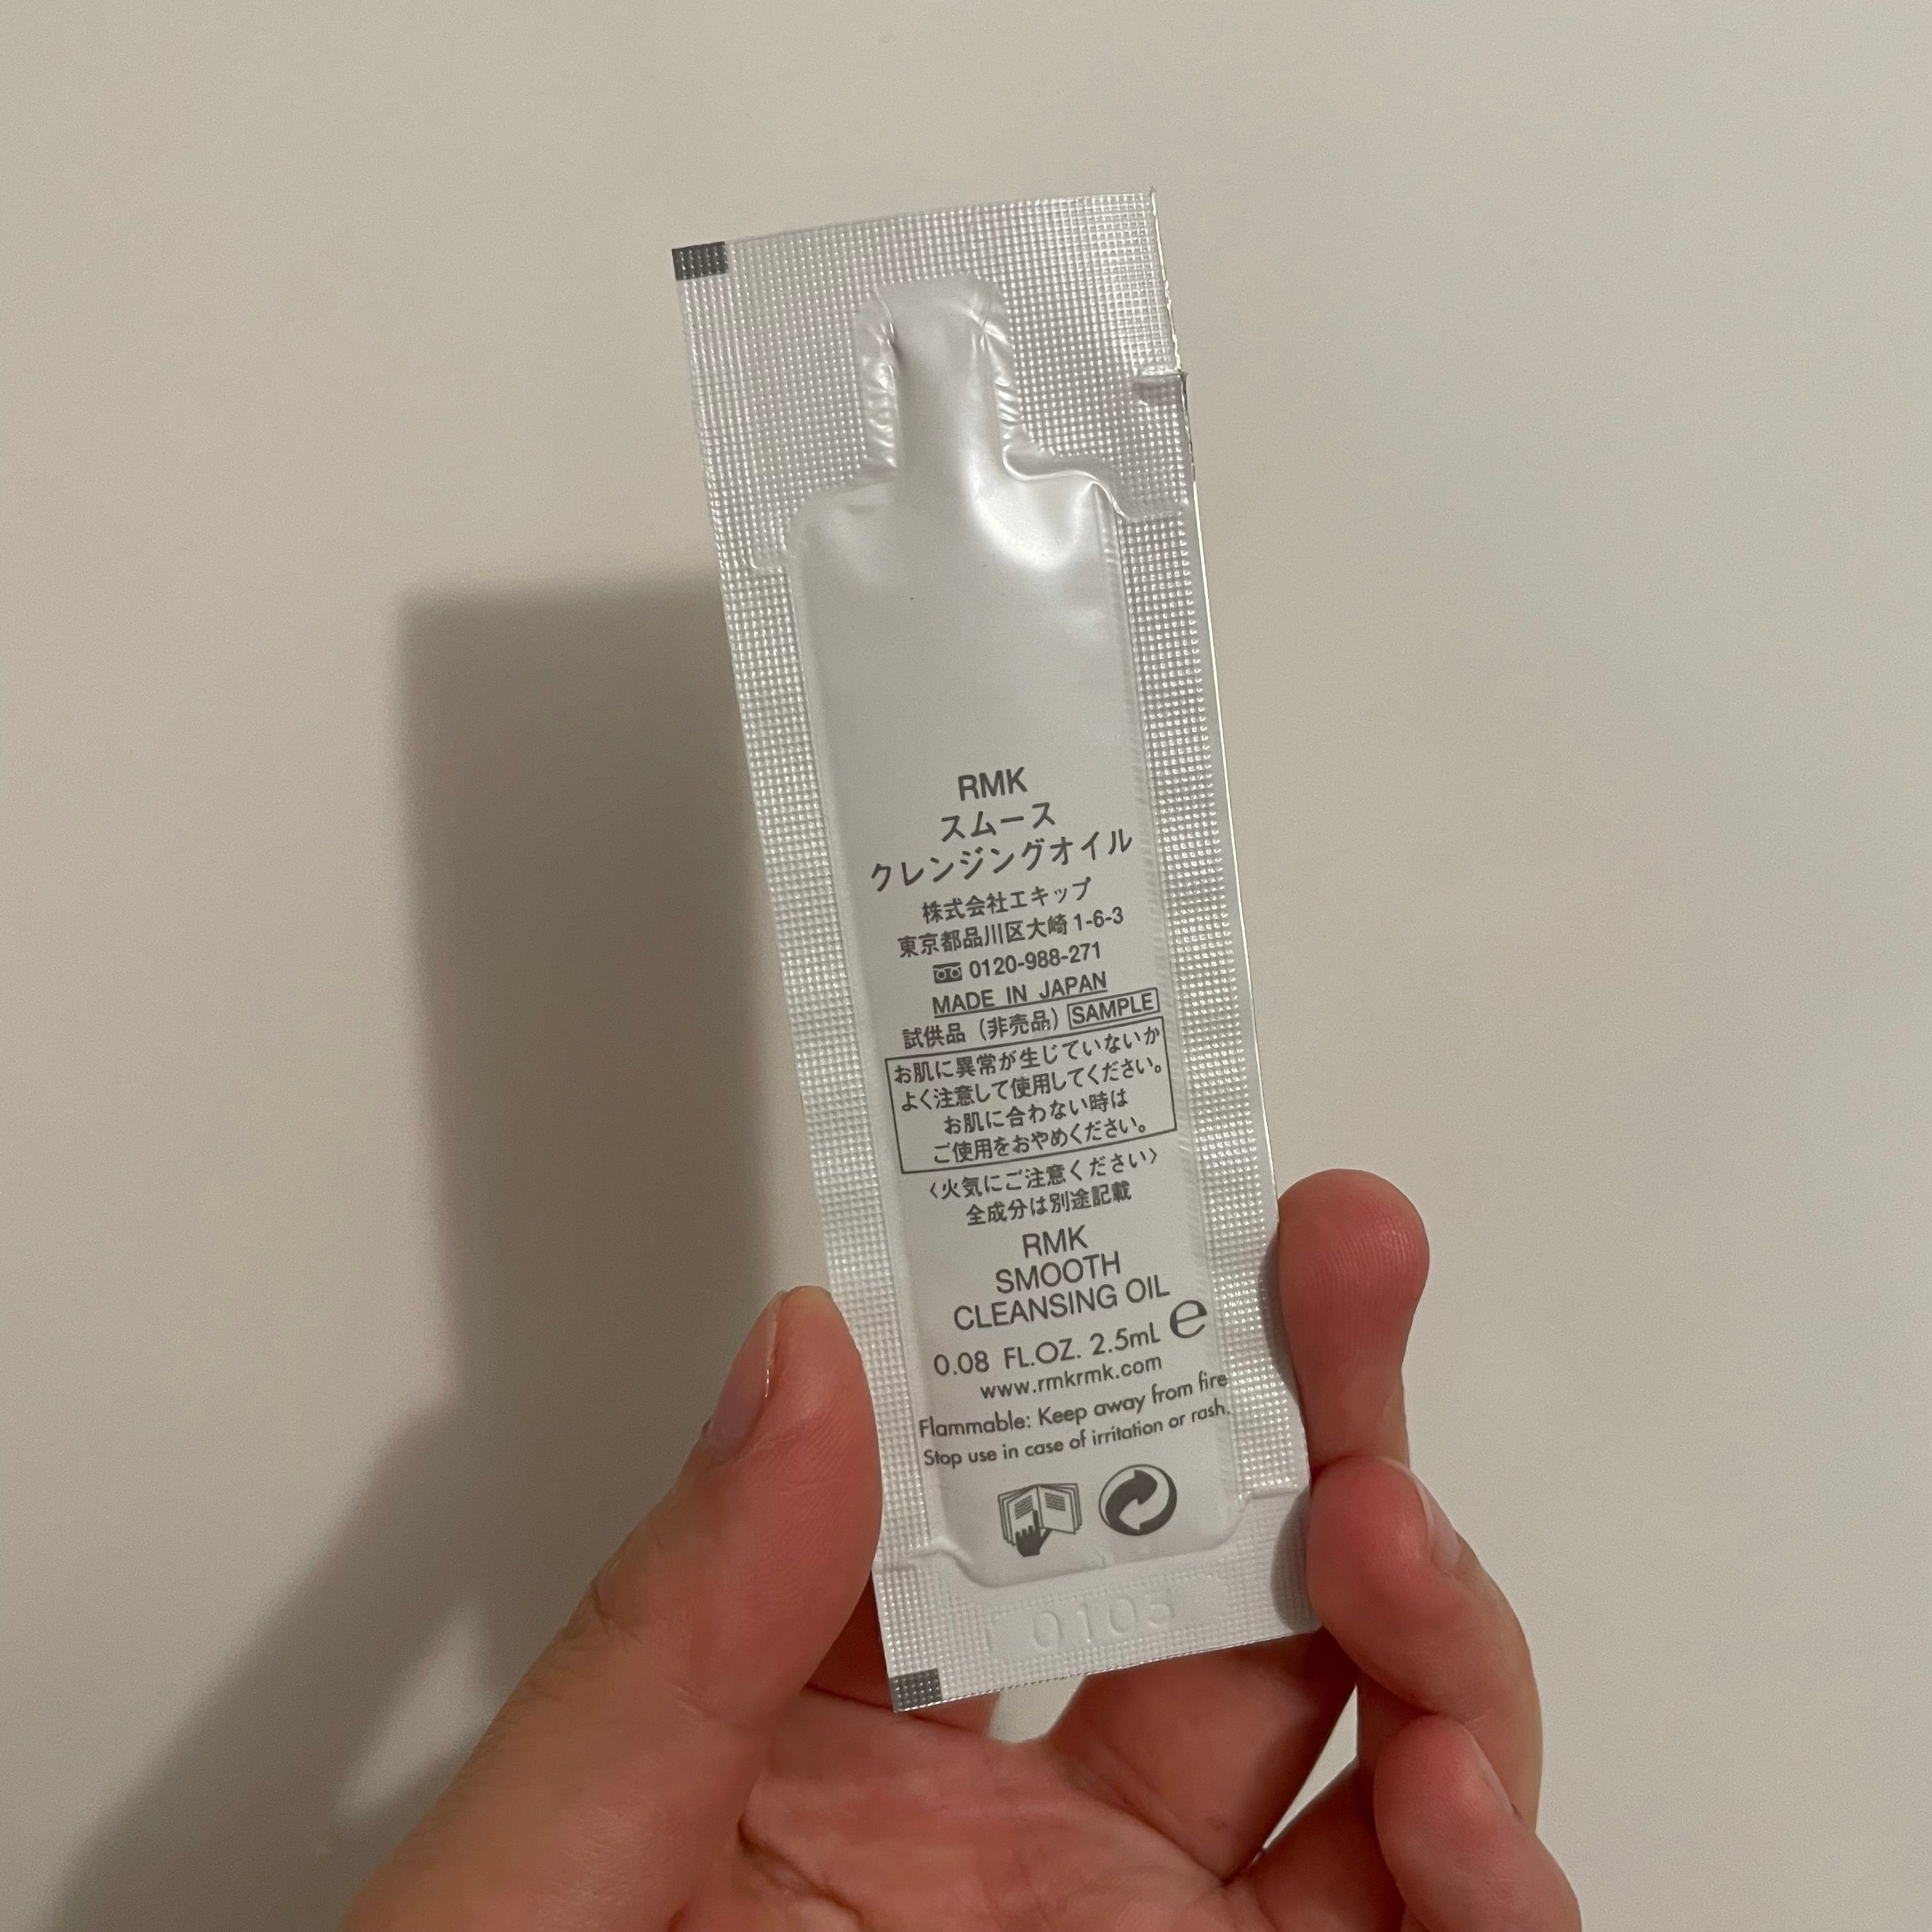 RMK
スムース
クレンジングオイル
株式会社エキップ
東京都品川区大崎1-6-3
0120-988-271
MADE IN JAPAN
試供品（非売品）SAMPLE
お肌に異常が生じていないか
よく注意して使用してください。
お肌に合わない時は
ご使用をおやめください。
〈火気にご注意ください〉
全成分は別途記載
RMK
SMOOTH
CLEANSING OIL
0.08 FL.OZ. 2.5mL ℮
www.rmkrmk.com
Flammable: Keep away from fire
Stop use in case of irritation or rash.